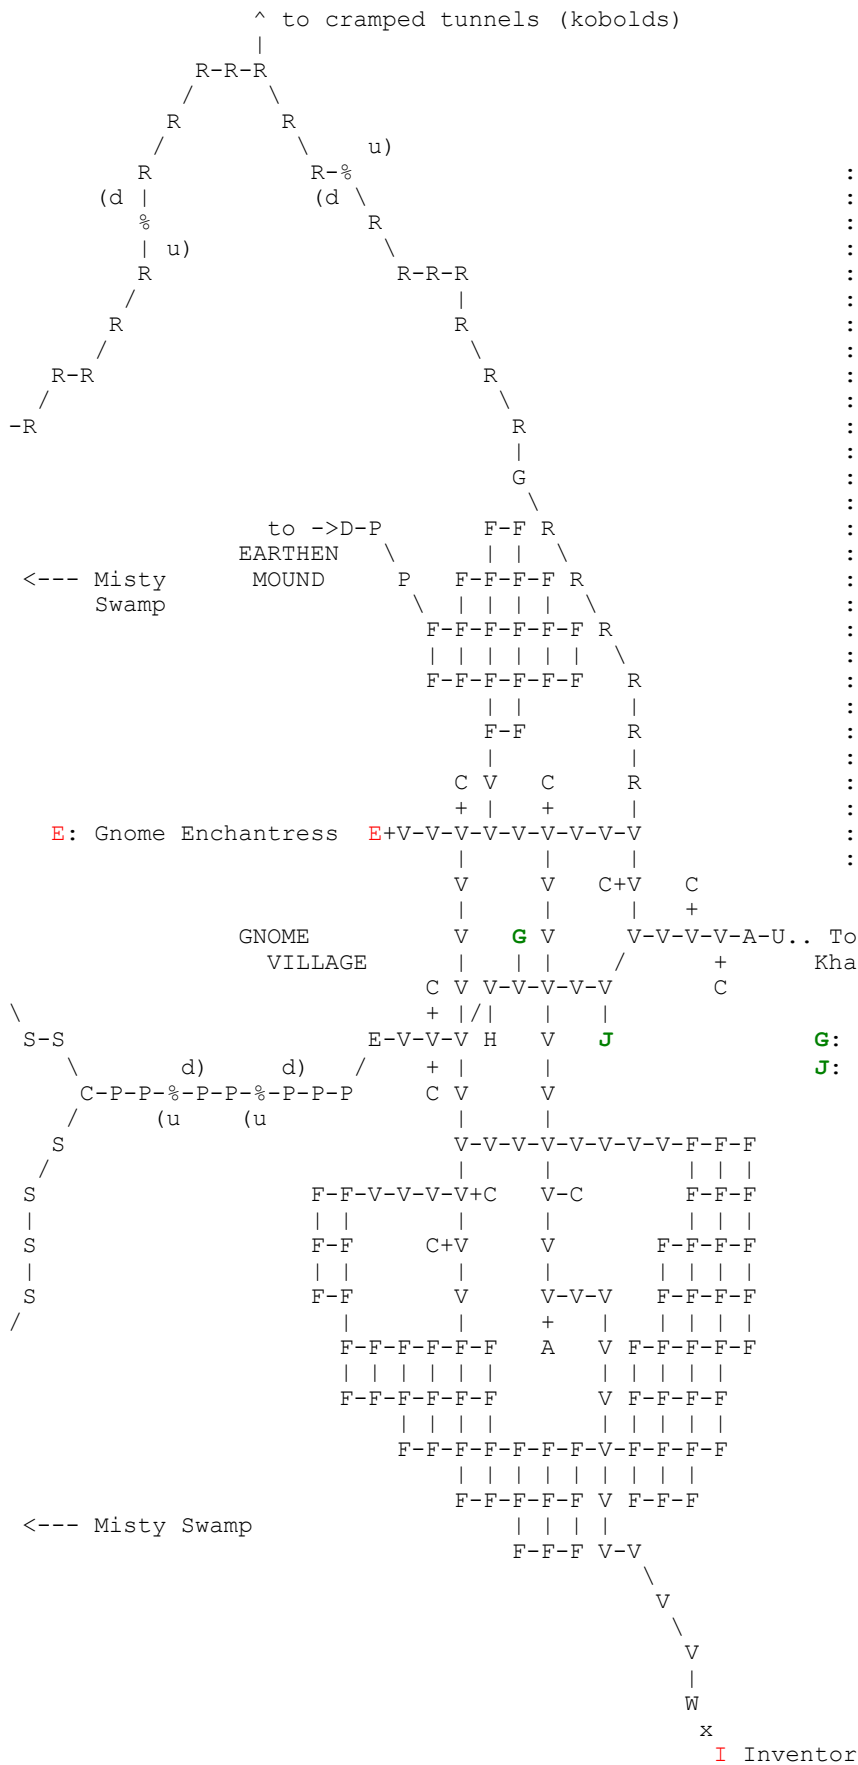 ^ to cramped tunnels (kobolds)
                 |
             R-R-R
            /     \
           R       R
          /         \    u)
         R           R-%                                  :
      (d |           (d \                                 :
         %               R                                :
         | u)             \                               :
         R                 R-R-R                          :
        /                      |                          :
       R                       R                          :
      /                         \                         :
   R-R                           R                        :
  /                               \                       :
-R                                 R                      :
                                   |                      :
                                   G                      :
                                    \                     :
                  to ->D-P       F-F R                    :
                EARTHEN   \      | |  \                   :
 <--- Misty      MOUND     P   F-F-F-F R                  :
      Swamp                 \  | | | |  \                 :
                             F-F-F-F-F-F R                :
                             | | | | | |  \               :
                             F-F-F-F-F-F   R              :
                                 | |       |              :
                                 F-F       R              :
                                 |         |              :
                               C V   C     R              :
                               + |   +     |              :
   E: Gnome Enchantress  E+V-V-V-V-V-V-V-V-V              :
                               |     |     |              :
                               V     V   C+V   C
                               |     |     |   +
                GNOME          V   G V     V-V-V-V-A-U.. To
                  VILLAGE      |   | |    /      +      Kha
                             C V V-V-V-V-V       C
\                            + |/|   |   |
 S-S                     E-V-V-V H   V   J              G:
    \       d)     d)   /    + |     |                  J:
     C-P-P-%-P-P-%-P-P-P     C V     V
    /     (u    (u             |     |
   S                           V-V-V-V-V-V-V-V-F-F-F
  /                            |     |         | | |
 S                   F-F-V-V-V-V+C   V-C       F-F-F
 |                   | |       |     |         | | |
 S                   F-F     C+V     V       F-F-F-F
 |                   | |       |     |       | | | |
 S                   F-F       V     V-V-V   F-F-F-F
/                      |       |     +   |   | | | |
                       F-F-F-F-F-F   A   V F-F-F-F-F
                       | | | | | |       | | | | |
                       F-F-F-F-F-F       V F-F-F-F
                           | | | |       | | | | |
                           F-F-F-F-F-F-F-V-F-F-F-F
                               | | | | | | | | |
                               F-F-F-F-F V F-F-F
 <--- Misty Swamp                  | | | |
                                   F-F-F V-V
                                            \
                                             V
                                              \
                                               V
                                               |
                                               W
                                                x
                                                 I Inventor